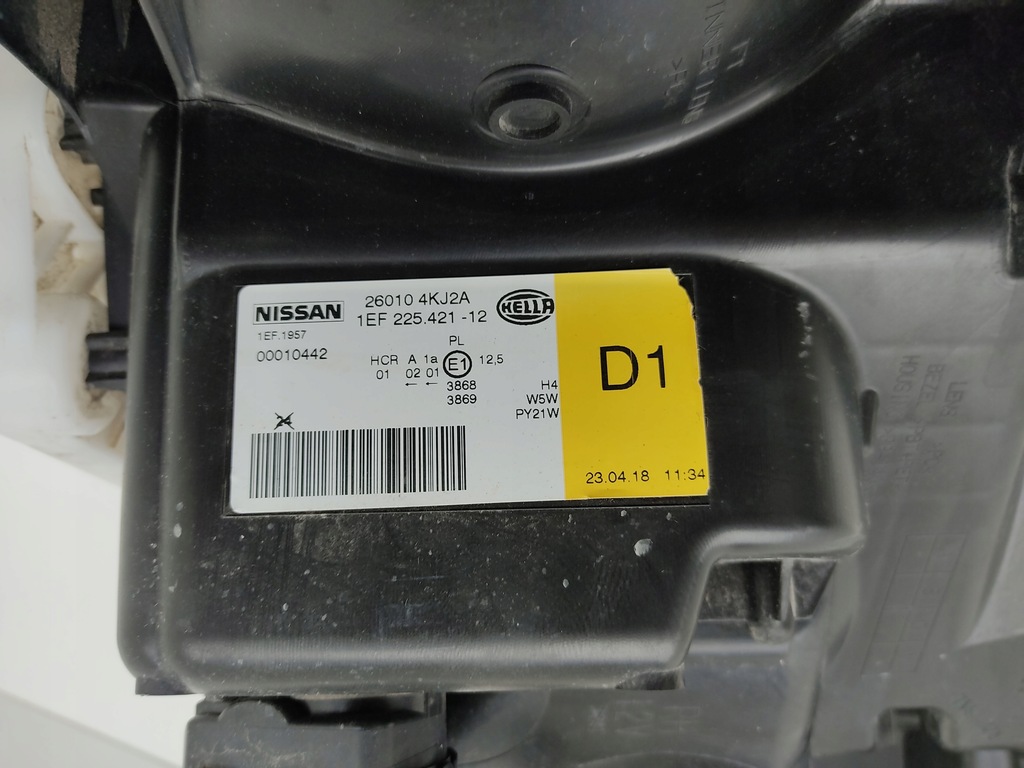 NISSAN
26010 4KJ2A
1EF 225.421 -12
HELLA
1EF.1957
00010442
PL
HCR A 1a E1 12,5
01 02 01
← ←
3868
3869
H4
W5W
PY21W
D1
23.04.18 11:34